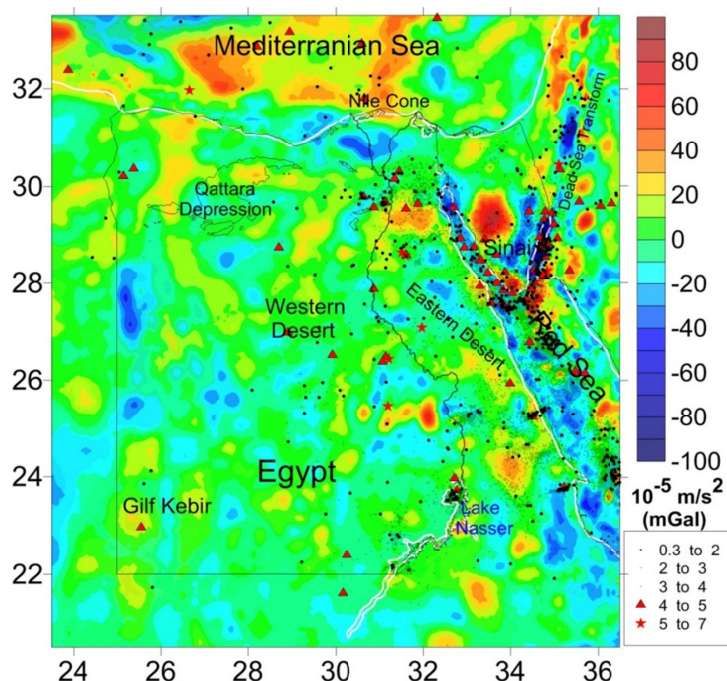 Mediterranian Sea
Nile Cone
Dead Sea Transform
Qattara
Depression
Sinai
Western
Desert
Eastern Desert
Red Sea
Egypt
Gilf Kebir
Lake
Nasser
32
30
28
26
24
22
24 26 28 30 32 34 36
80
60
40
20
0
-20
-40
-60
-80
-100
10⁻⁵ m/s²
(mGal)
0.3 to 2
2 to 3
3 to 4
4 to 5
5 to 7